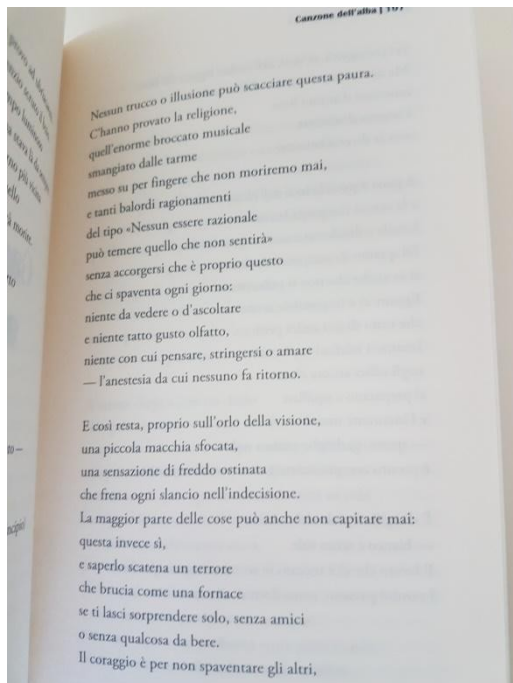 Canzone dell'alba | 107
Nessun trucco o illusione può scacciare questa paura.
C'hanno provato la religione,
quell'enorme broccato musicale
smangiato dalle tarme
messo su per fingere che non moriremo mai,
e tanti balordi ragionamenti
del tipo «Nessun essere razionale
può temere quello che non sentirà»
senza accorgersi che è proprio questo
che ci spaventa ogni giorno:
niente da vedere o d'ascoltare
e niente tatto gusto olfatto,
niente con cui pensare, stringersi o amare
— l'anestesia da cui nessuno fa ritorno.
E così resta, proprio sull'orlo della visione,
una piccola macchia sfocata,
una sensazione di freddo ostinata
che frena ogni slancio nell'indecisione.
La maggior parte delle cose può anche non capitare mai:
questa invece sì,
e saperlo scatena un terrore
che brucia come una fornace
se ti lasci sorprendere solo, senza amici
o senza qualcosa da bere.
Il coraggio è per non spaventare gli altri,